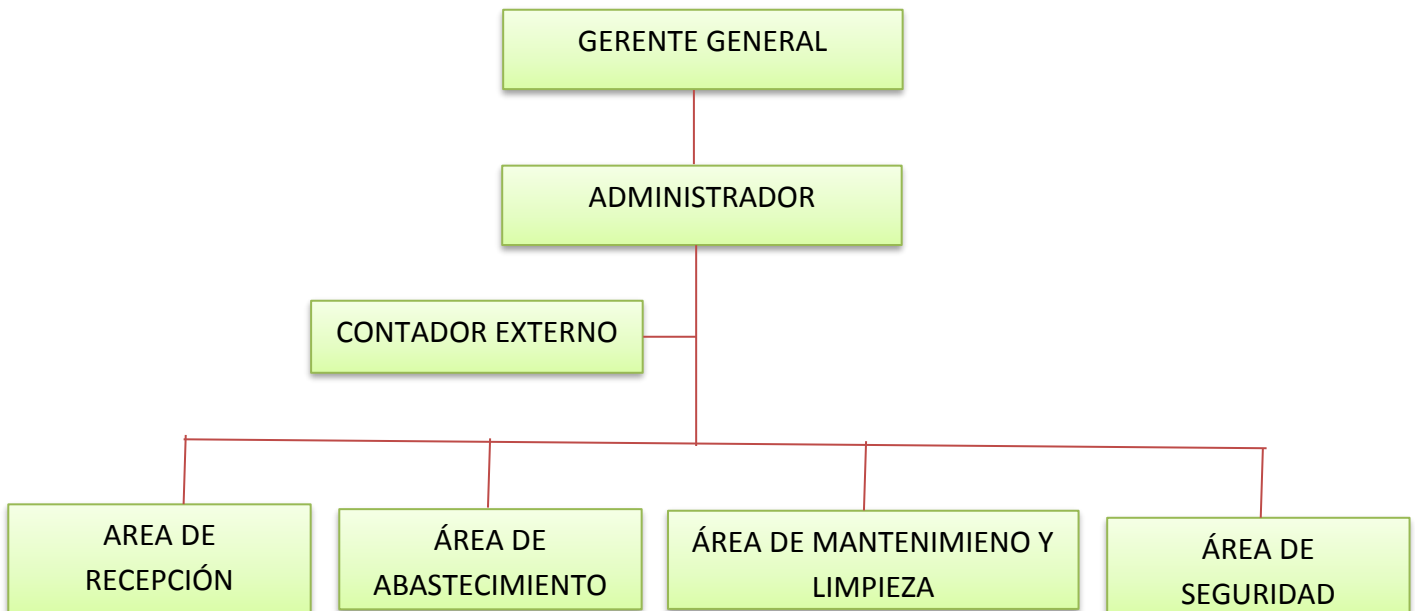 GERENTE GENERAL
ADMINISTRADOR
CONTADOR EXTERNO
AREA DE
RECEPCIÓN
ÁREA DE
ABASTECIMIENTO
ÁREA DE MANTENIMIENO Y
LIMPIEZA
ÁREA DE
SEGURIDAD